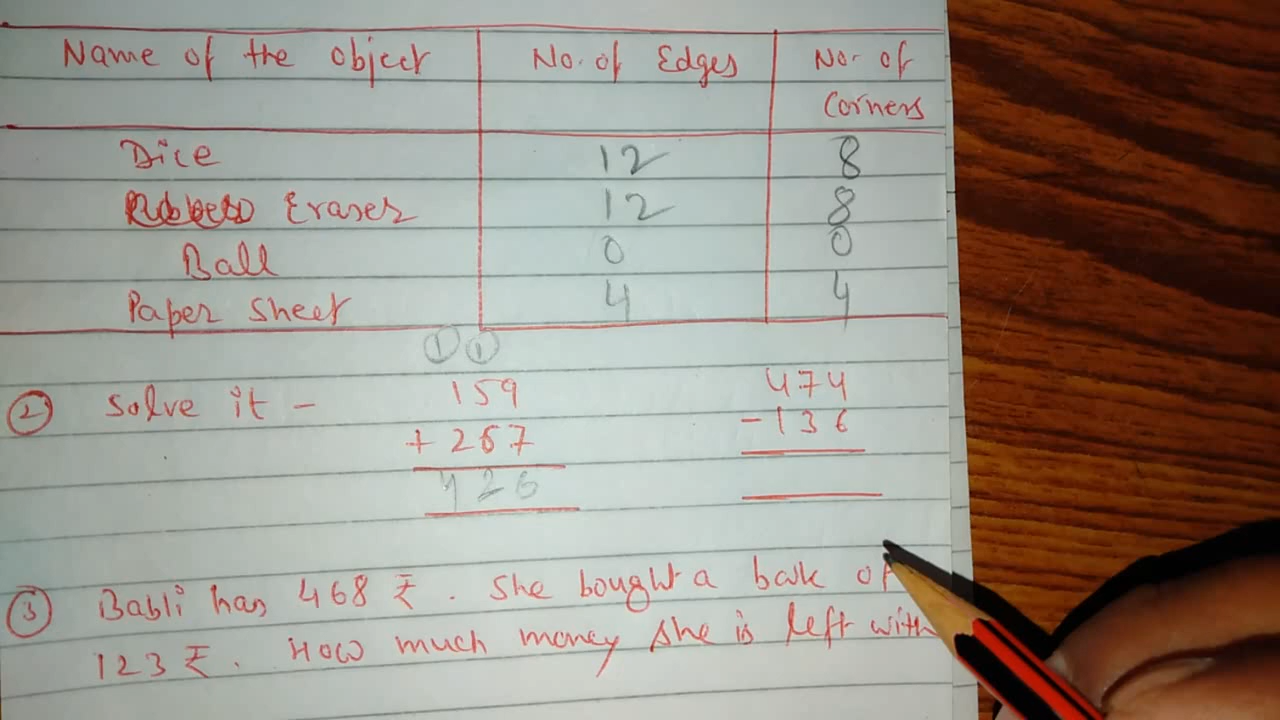 Name of the object No. of Edges No. of
Corners
Dice 12 8
Eraser 12 8
Ball 0 0
Paper sheet 4 4
1 1
2 Solve it - 159 474
+ 267 - 136
426
3 Babli has 468 ₹. She bought a book of
123 ₹. How much money she is left with